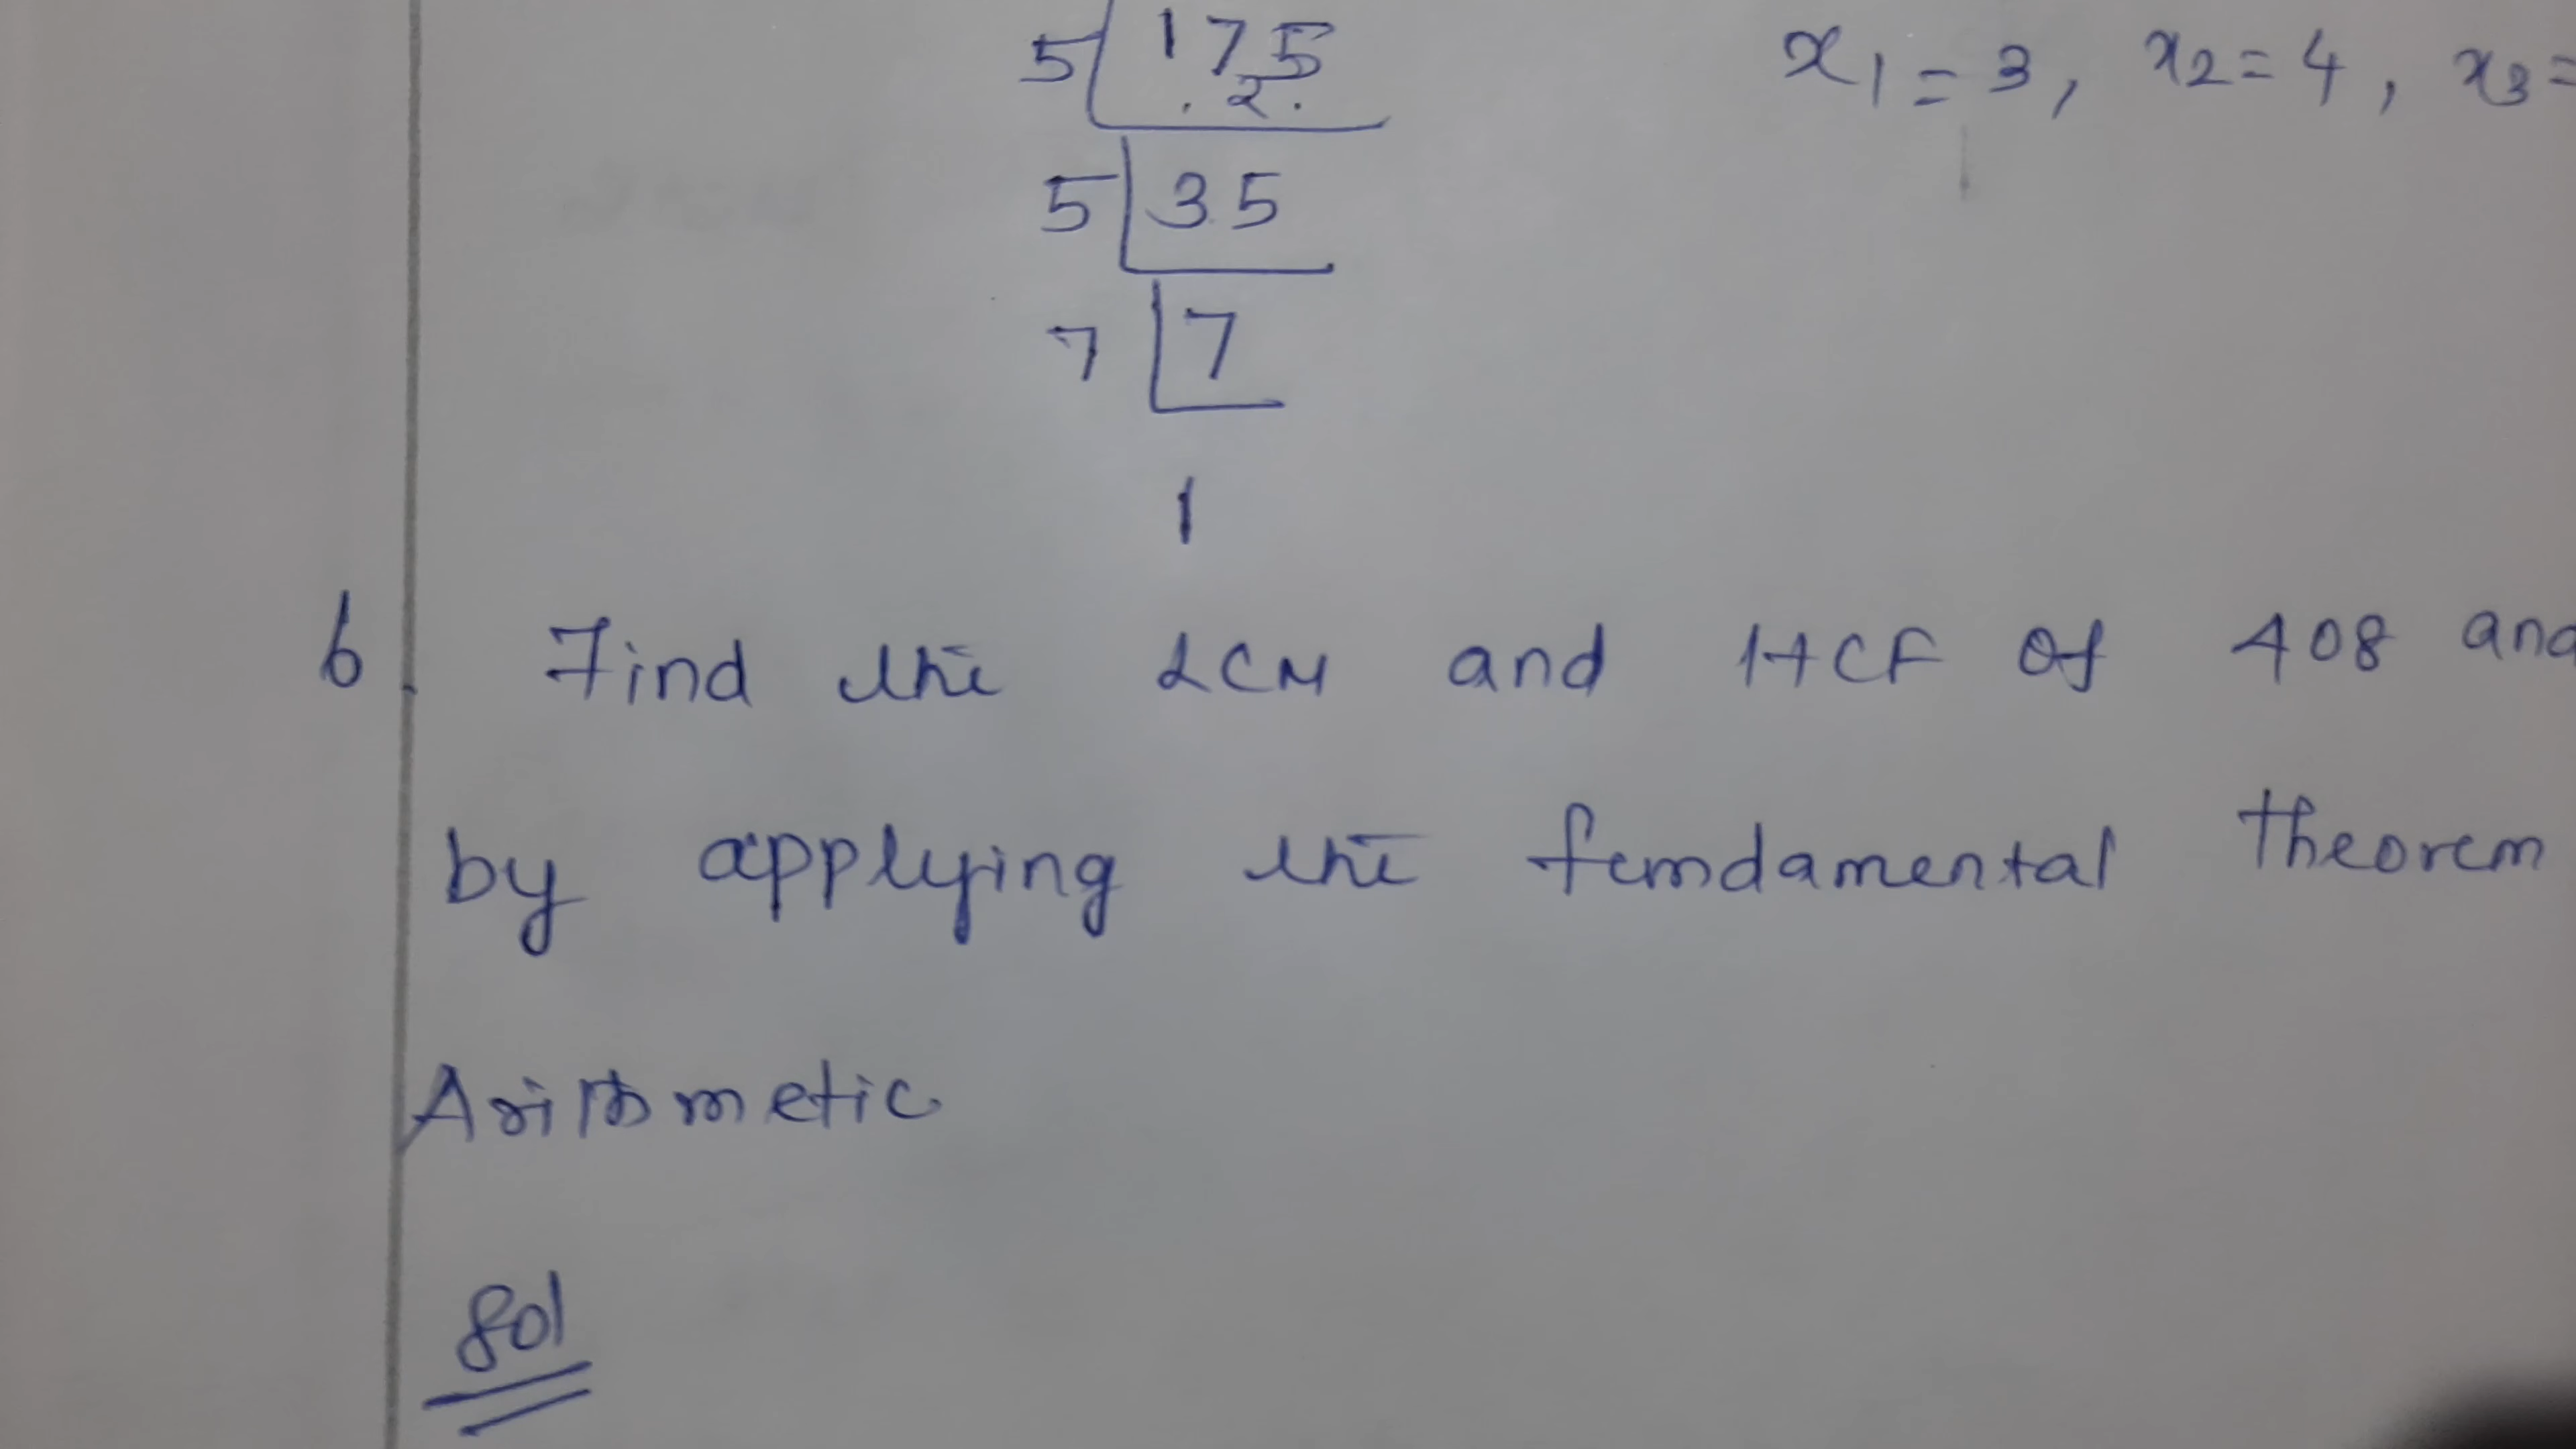 5 175 x1 = 3, x2 = 4, x3 =
. 2 .
5 35
7 7
1
6. Find the LCM and HCF of 408 and
by applying the fundamental theorem
Arithmetic
Sol